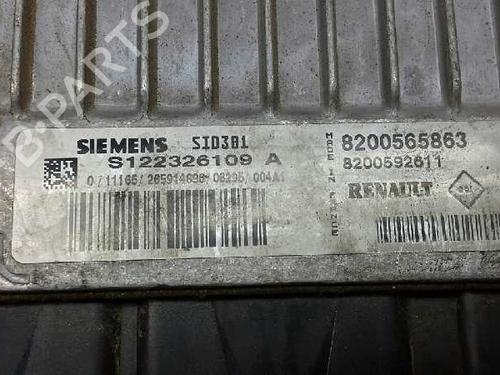 B-PARTS
SIEMENS SID301
S122326109 A
MADE IN FRANCE
8200565863
8200592611
RENAULT